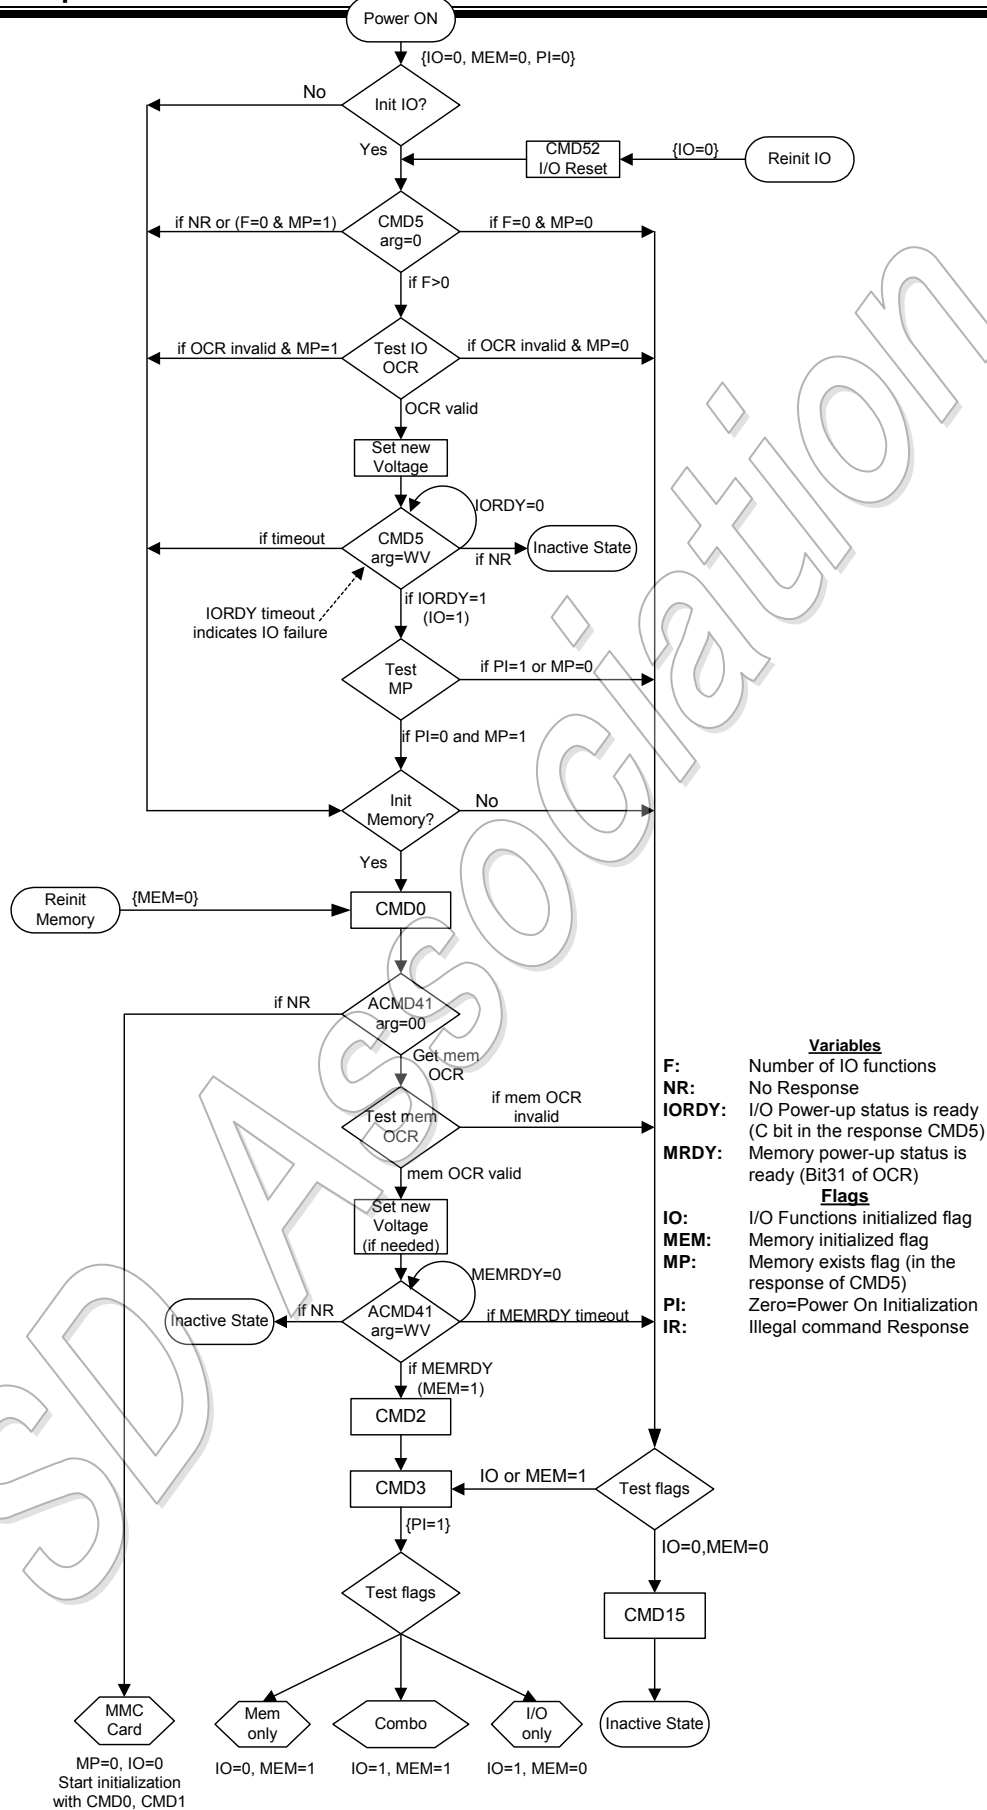 Power ON
{IO=0, MEM=0, PI=0}
No
Init IO?
Yes
CMD52
I/O Reset
{IO=0}
Reinit IO
if NR or (F=0 & MP=1)
CMD5
arg=0
if F=0 & MP=0
if F>0
if OCR invalid & MP=1
Test IO
OCR
if OCR invalid & MP=0
OCR valid
Set new
Voltage
IORDY=0
if timeout
CMD5
arg=WV
if NR
Inactive State
IORDY timeout
indicates IO failure
if IORDY=1
(IO=1)
Test
MP
if PI=1 or MP=0
if PI=0 and MP=1
Init
Memory?
No
Yes
Reinit
Memory
{MEM=0}
CMD0
if NR
ACMD41
arg=00
Get mem
OCR
Test mem
OCR
if mem OCR
invalid
mem OCR valid
Set new
Voltage
(if needed)
MEMRDY=0
Inactive State
if NR
ACMD41
arg=WV
if MEMRDY timeout
if MEMRDY
(MEM=1)
CMD2
CMD3
IO or MEM=1
Test flags
{PI=1}
IO=0,MEM=0
Test flags
CMD15
MMC
Card
Mem
only
Combo
I/O
only
Inactive State
MP=0, IO=0
Start initialization
with CMD0, CMD1
IO=0, MEM=1
IO=1, MEM=1
IO=1, MEM=0
Variables
F: Number of IO functions
NR: No Response
IORDY: I/O Power-up status is ready
(C bit in the response CMD5)
MRDY: Memory power-up status is
ready (Bit31 of OCR)
Flags
IO: I/O Functions initialized flag
MEM: Memory initialized flag
MP: Memory exists flag (in the
response of CMD5)
PI: Zero=Power On Initialization
IR: Illegal command Response
SD Association